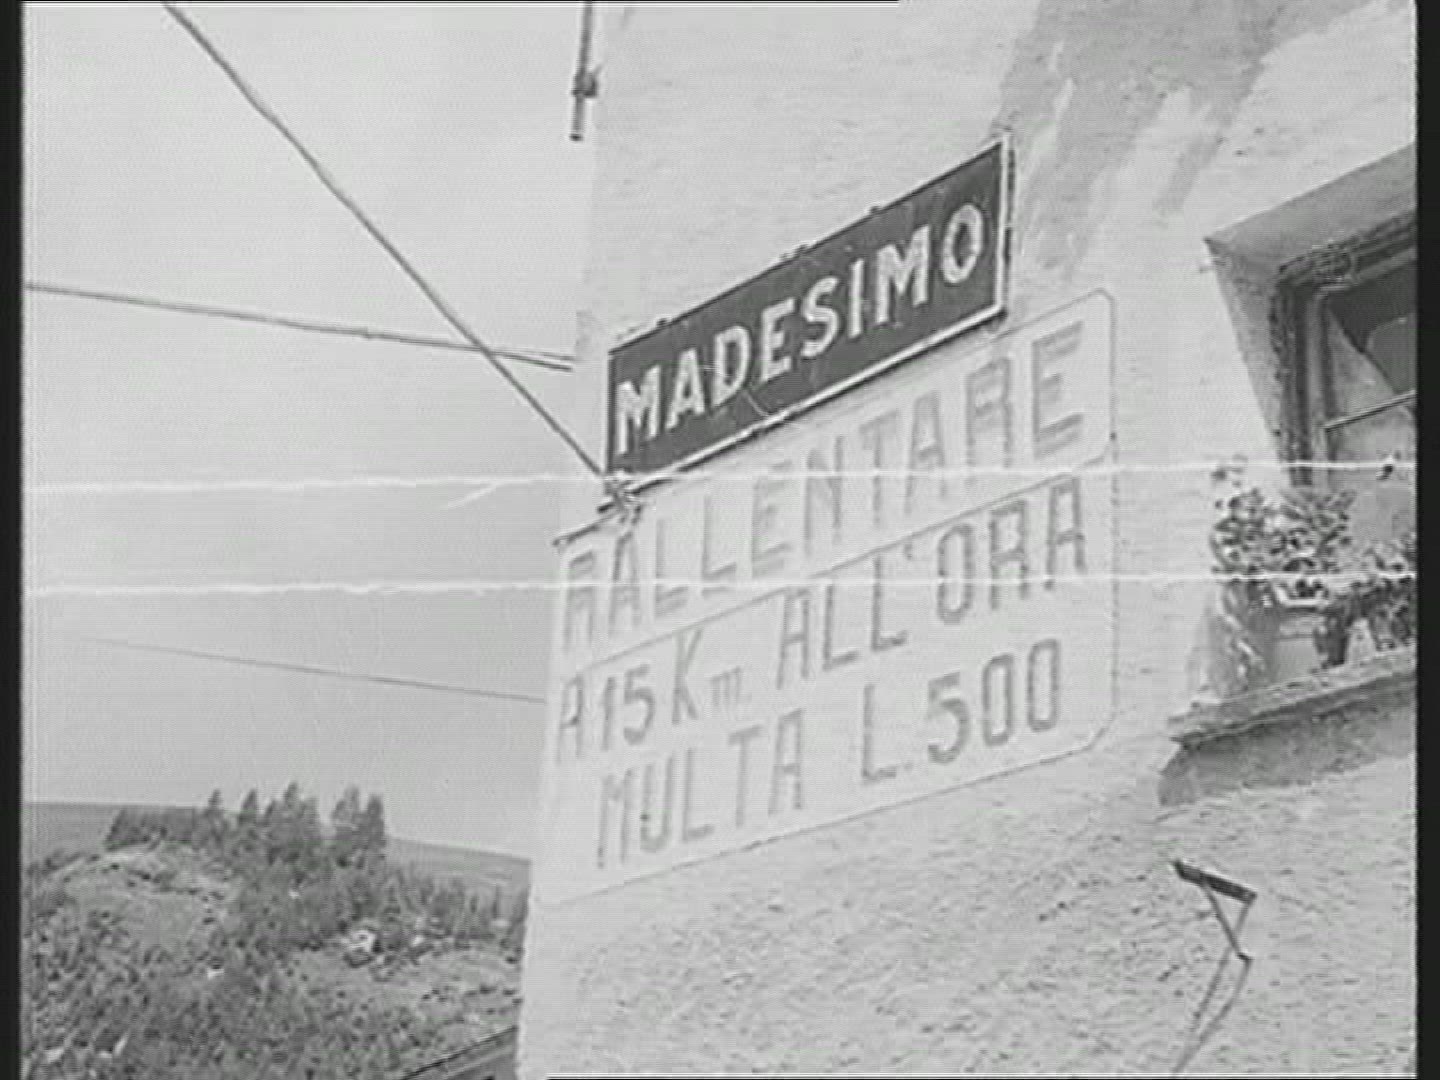 MADESIMO
RALLENTARE
A 15 Km. ALL'ORA
MULTA L.500